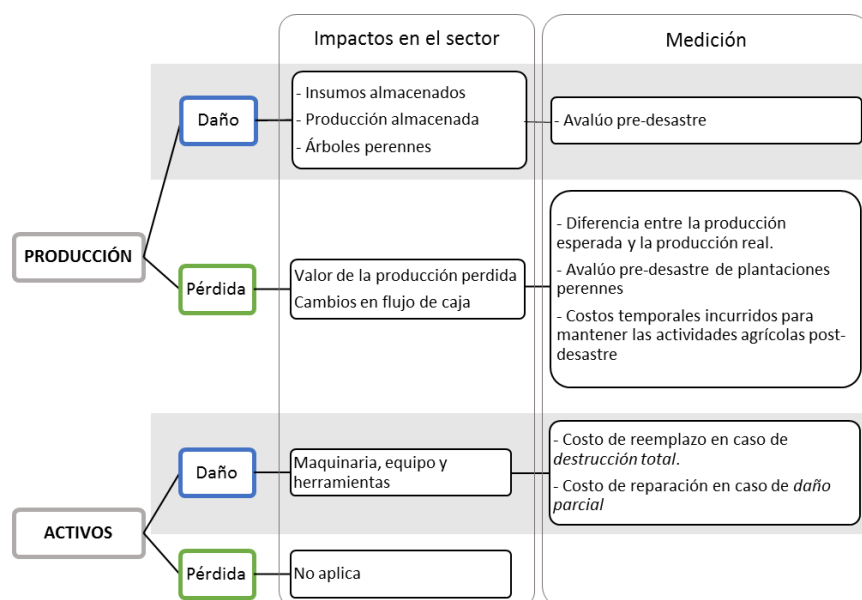 Impactos en el sector
Medición
PRODUCCIÓN
Daño
- Insumos almacenados
- Producción almacenada
- Árboles perennes
- Avalúo pre-desastre
Pérdida
Valor de la producción perdida
Cambios en flujo de caja
- Diferencia entre la producción
esperada y la producción real.
- Avalúo pre-desastre de plantaciones
perennes
- Costos temporales incurridos para
mantener las actividades agrícolas post-
desastre
ACTIVOS
Daño
Maquinaria, equipo y
herramientas
- Costo de reemplazo en caso de
destrucción total.
- Costo de reparación en caso de daño
parcial
Pérdida
No aplica